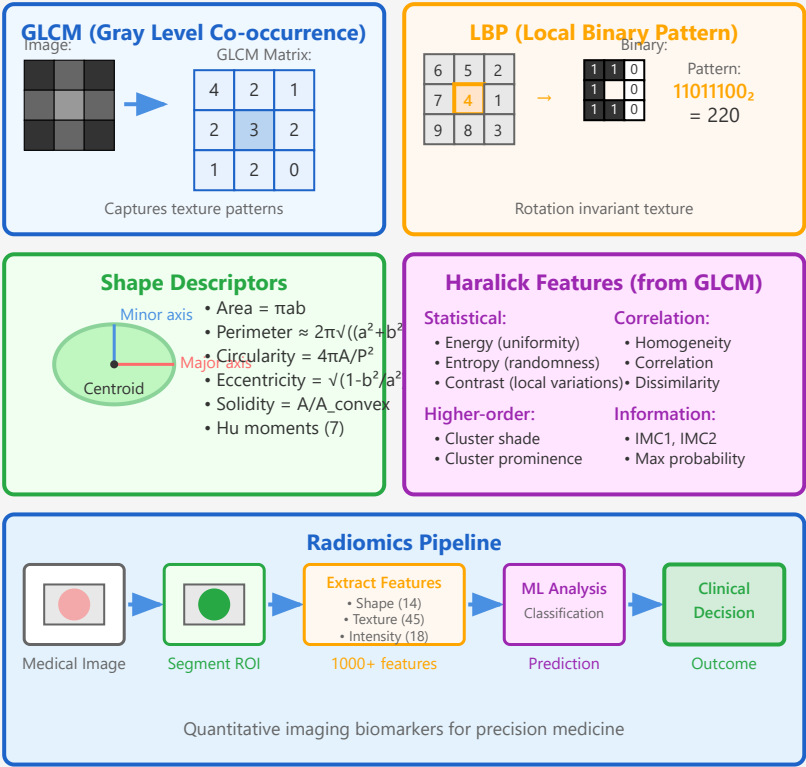 GLCM (Gray Level Co-occurrence)
Image:
GLCM Matrix:
4 2 1
2 3 2
1 2 0
Captures texture patterns
LBP (Local Binary Pattern)
Binary:
6 5 2
7 4 1
9 8 3
→
1 1 0
1 0
1 1 0
Pattern:
11011100₂
= 220
Rotation invariant texture
Shape Descriptors
Minor axis
Major axis
Centroid
• Area = πab
• Perimeter ≈ 2π√((a²+b²
• Circularity = 4πA/P²
• Eccentricity = √(1-b²/a²
• Solidity = A/A_convex
• Hu moments (7)
Haralick Features (from GLCM)
Statistical:
• Energy (uniformity)
• Entropy (randomness)
• Contrast (local variations)
Correlation:
• Homogeneity
• Correlation
• Dissimilarity
Higher-order:
• Cluster shade
• Cluster prominence
Information:
• IMC1, IMC2
• Max probability
Radiomics Pipeline
Medical Image
Segment ROI
Extract Features
• Shape (14)
• Texture (45)
• Intensity (18)
1000+ features
ML Analysis
Classification
Prediction
Clinical
Decision
Outcome
Quantitative imaging biomarkers for precision medicine